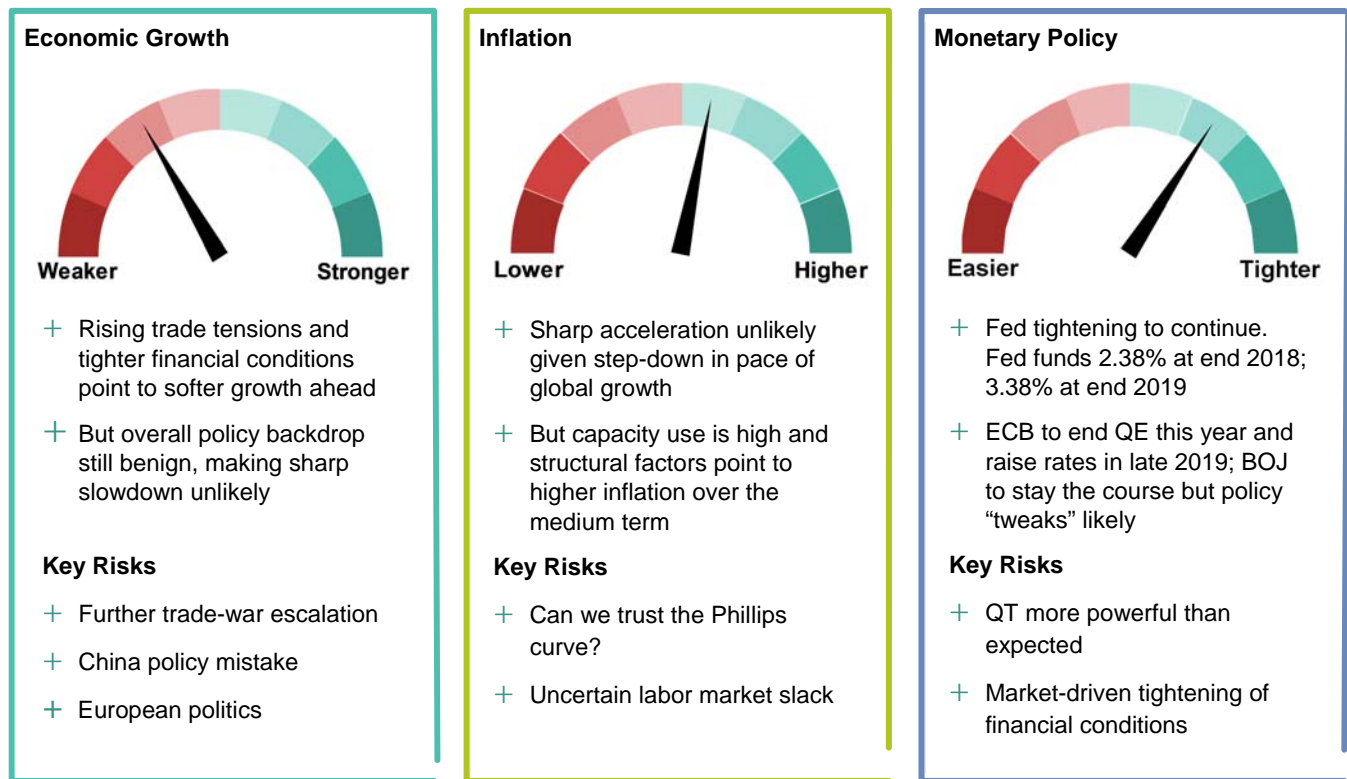 Economic Growth
Weaker
Stronger
+ Rising trade tensions and
tighter financial conditions
point to softer growth ahead
+ But overall policy backdrop
still benign, making sharp
slowdown unlikely
Key Risks
+ Further trade-war escalation
+ China policy mistake
+ European politics
Inflation
Lower
Higher
+ Sharp acceleration unlikely
given step-down in pace of
global growth
+ But capacity use is high and
structural factors point to
higher inflation over the
medium term
Key Risks
+ Can we trust the Phillips
curve?
+ Uncertain labor market slack
Monetary Policy
Easier
Tighter
+ Fed tightening to continue.
Fed funds 2.38% at end 2018;
3.38% at end 2019
+ ECB to end QE this year and
raise rates in late 2019; BOJ
to stay the course but policy
“tweaks” likely
Key Risks
+ QT more powerful than
expected
+ Market-driven tightening of
financial conditions